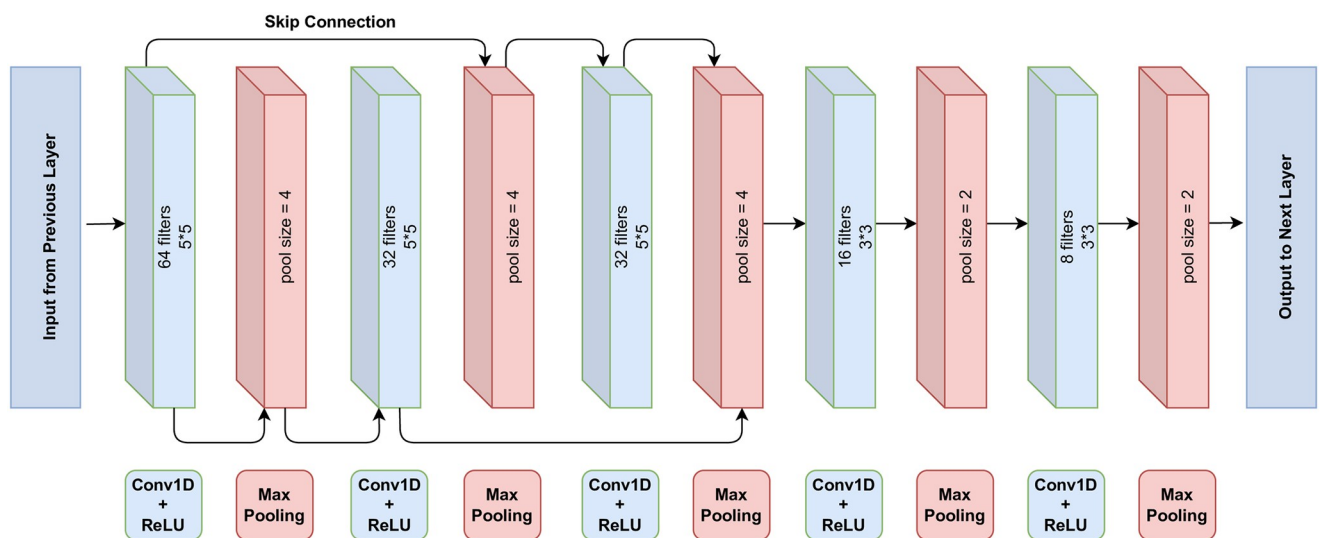 Skip Connection
Input from Previous Layer
64 filters
5*5
pool size = 4
32 filters
5*5
pool size = 4
32 filters
5*5
pool size = 4
16 filters
3*3
pool size = 2
8 filters
3*3
pool size = 2
Output to Next Layer
Conv1D
+
ReLU
Max
Pooling
Conv1D
+
ReLU
Max
Pooling
Conv1D
+
ReLU
Max
Pooling
Conv1D
+
ReLU
Max
Pooling
Conv1D
+
ReLU
Max
Pooling